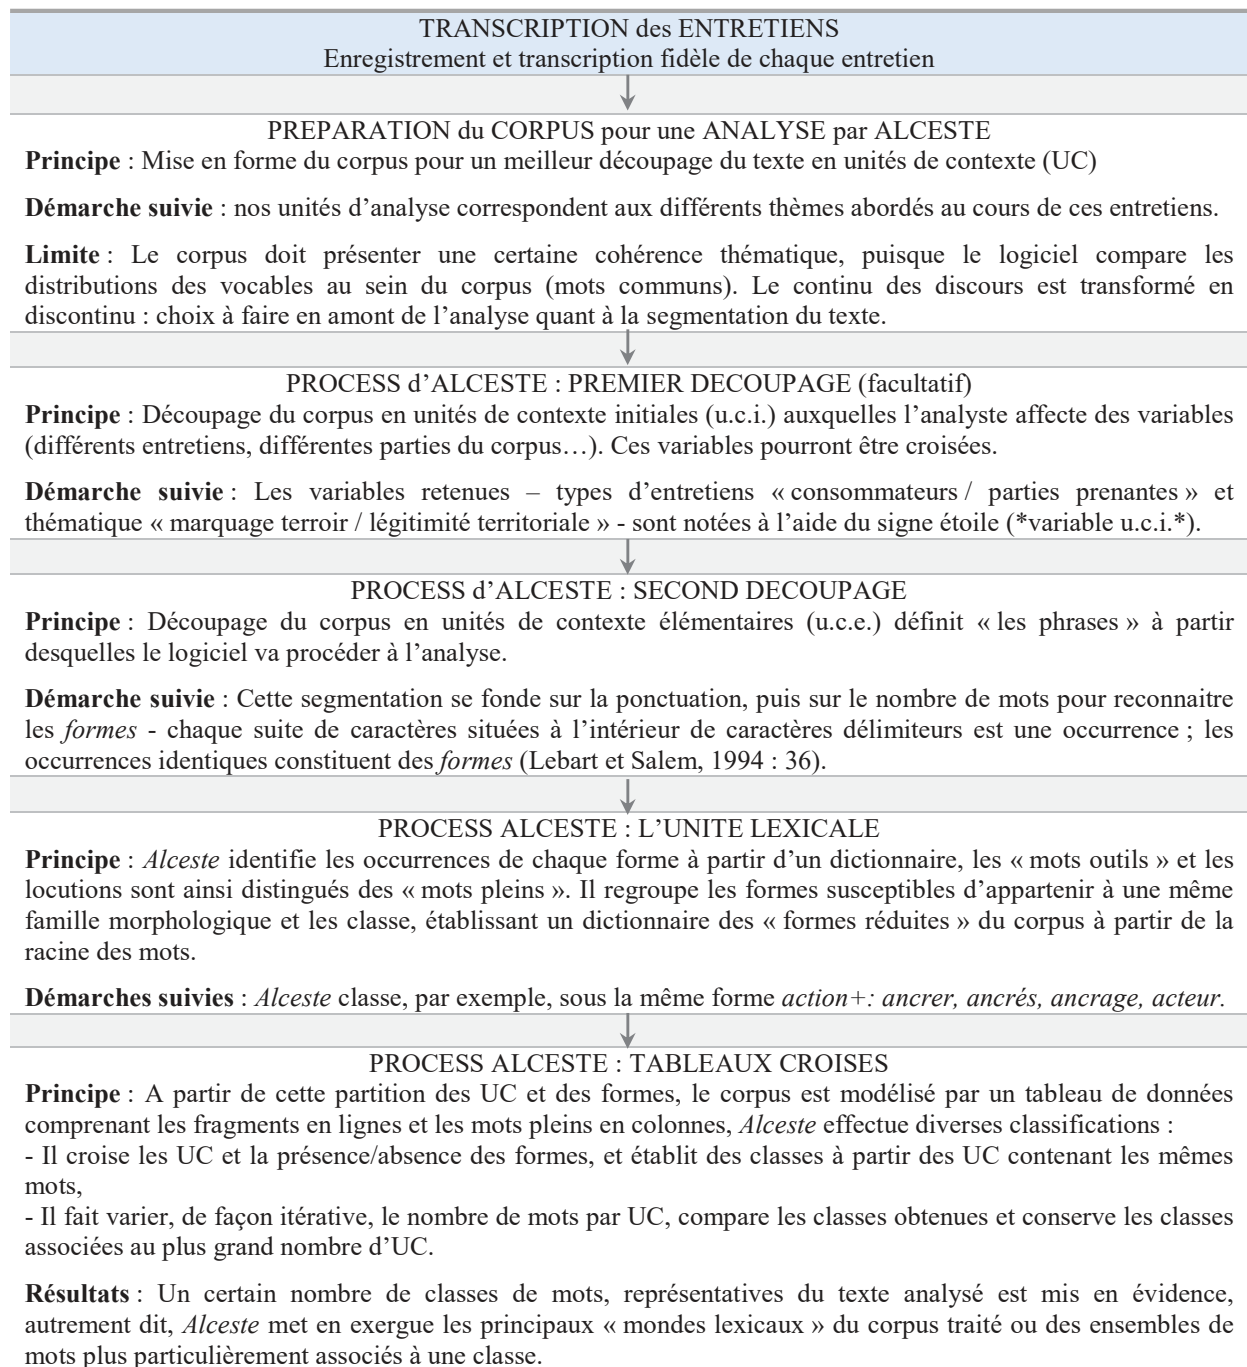 TRANSCRIPTION des ENTRETIENS
Enregistrement et transcription fidèle de chaque entretien
PREPARATION du CORPUS pour une ANALYSE par ALCESTE
Principe : Mise en forme du corpus pour un meilleur découpage du texte en unités de contexte (UC)
Démarche suivie : nos unités d’analyse correspondent aux différents thèmes abordés au cours de ces entretiens.
Limite : Le corpus doit présenter une certaine cohérence thématique, puisque le logiciel compare les
distributions des vocables au sein du corpus (mots communs). Le continu des discours est transformé en
discontinu : choix à faire en amont de l’analyse quant à la segmentation du texte.
PROCESS d’ALCESTE : PREMIER DECOUPAGE (facultatif)
Principe : Découpage du corpus en unités de contexte initiales (u.c.i.) auxquelles l’analyste affecte des variables
(différents entretiens, différentes parties du corpus…). Ces variables pourront être croisées.
Démarche suivie : Les variables retenues – types d’entretiens « consommateurs / parties prenantes » et
thématique « marquage terroir / légitimité territoriale » - sont notées à l’aide du signe étoile (*variable u.c.i.*).
PROCESS d’ALCESTE : SECOND DECOUPAGE
Principe : Découpage du corpus en unités de contexte élémentaires (u.c.e.) définit « les phrases » à partir
desquelles le logiciel va procéder à l’analyse.
Démarche suivie : Cette segmentation se fonde sur la ponctuation, puis sur le nombre de mots pour reconnaitre
les formes - chaque suite de caractères situées à l’intérieur de caractères délimiteurs est une occurrence ; les
occurrences identiques constituent des formes (Lebart et Salem, 1994 : 36).
PROCESS ALCESTE : L’UNITE LEXICALE
Principe : Alceste identifie les occurrences de chaque forme à partir d’un dictionnaire, les « mots outils » et les
locutions sont ainsi distingués des « mots pleins ». Il regroupe les formes susceptibles d’appartenir à une même
famille morphologique et les classe, établissant un dictionnaire des « formes réduites » du corpus à partir de la
racine des mots.
Démarches suivies : Alceste classe, par exemple, sous la même forme action+: ancrer, ancrés, ancrage, acteur.
PROCESS ALCESTE : TABLEAUX CROISES
Principe : A partir de cette partition des UC et des formes, le corpus est modélisé par un tableau de données
comprenant les fragments en lignes et les mots pleins en colonnes, Alceste effectue diverses classifications :
- Il croise les UC et la présence/absence des formes, et établit des classes à partir des UC contenant les mêmes
mots,
- Il fait varier, de façon itérative, le nombre de mots par UC, compare les classes obtenues et conserve les classes
associées au plus grand nombre d’UC.
Résultats : Un certain nombre de classes de mots, représentatives du texte analysé est mis en évidence,
autrement dit, Alceste met en exergue les principaux « mondes lexicaux » du corpus traité ou des ensembles de
mots plus particulièrement associés à une classe.